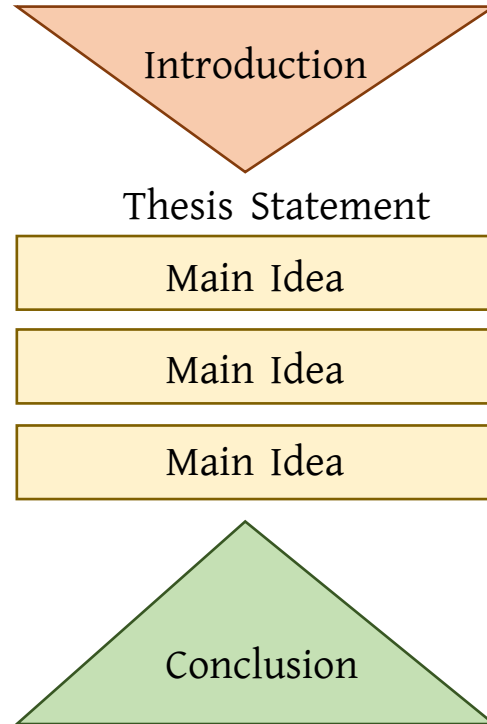 Introduction
Thesis Statement
Main Idea
Main Idea
Main Idea
Conclusion